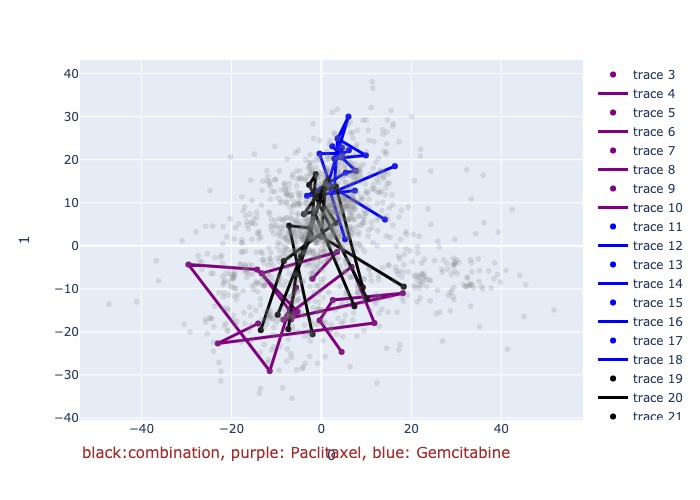 40
30
20
10
0
−10
−20
−30
−40
1
−40
−20
0
20
40
0
black:combination, purple: Paclitaxel, blue: Gemcitabine
trace 3
trace 4
trace 5
trace 6
trace 7
trace 8
trace 9
trace 10
trace 11
trace 12
trace 13
trace 14
trace 15
trace 16
trace 17
trace 18
trace 19
trace 20
trace 21